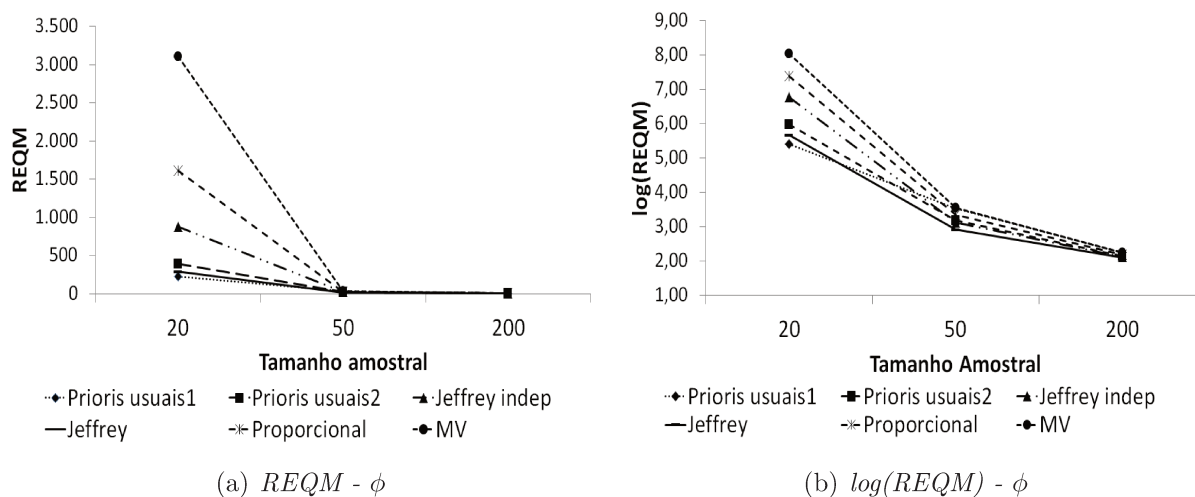 3.500
3.000
2.500
2.000
1.500
1.000
500
0
REQM
20 50 200
Tamanho amostral
Prioris usuais1 Prioris usuais2 Jeffrey indep
Jeffrey Proporcional MV
(a) REQM - ϕ
9,00
8,00
7,00
6,00
5,00
4,00
3,00
2,00
1,00
log(REQM)
20 50 200
Tamanho Amostral
Prioris usuais1 Prioris usuais2 Jeffrey indep
Jeffrey Proporcional MV
(b) log(REQM) - ϕ